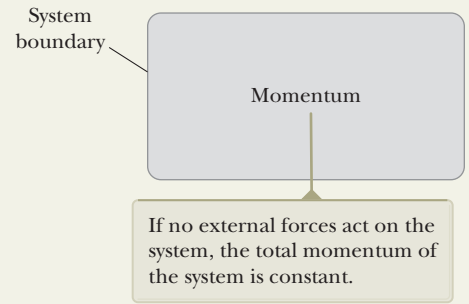 System
boundary
Momentum
If no external forces act on the
system, the total momentum of
the system is constant.